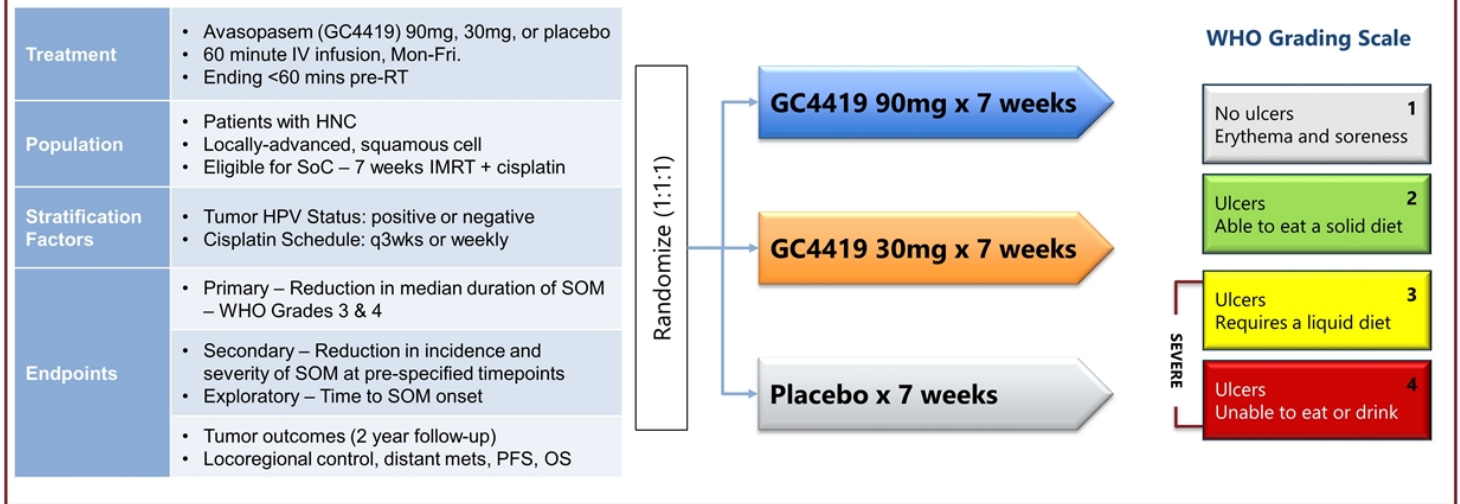 Treatment
• Avasopasem (GC4419) 90mg, 30mg, or placebo
• 60 minute IV infusion, Mon-Fri.
• Ending <60 mins pre-RT
Population
• Patients with HNC
• Locally-advanced, squamous cell
• Eligible for SoC – 7 weeks IMRT + cisplatin
Stratification
Factors
• Tumor HPV Status: positive or negative
• Cisplatin Schedule: q3wks or weekly
Endpoints
• Primary – Reduction in median duration of SOM
– WHO Grades 3 & 4
• Secondary – Reduction in incidence and
severity of SOM at pre-specified timepoints
• Exploratory – Time to SOM onset
• Tumor outcomes (2 year follow-up)
• Locoregional control, distant mets, PFS, OS
Randomize (1:1:1)
GC4419 90mg x 7 weeks
GC4419 30mg x 7 weeks
Placebo x 7 weeks
WHO Grading Scale
No ulcers 1
Erythema and soreness
Ulcers 2
Able to eat a solid diet
SEVERE
Ulcers 3
Requires a liquid diet
Ulcers 4
Unable to eat or drink